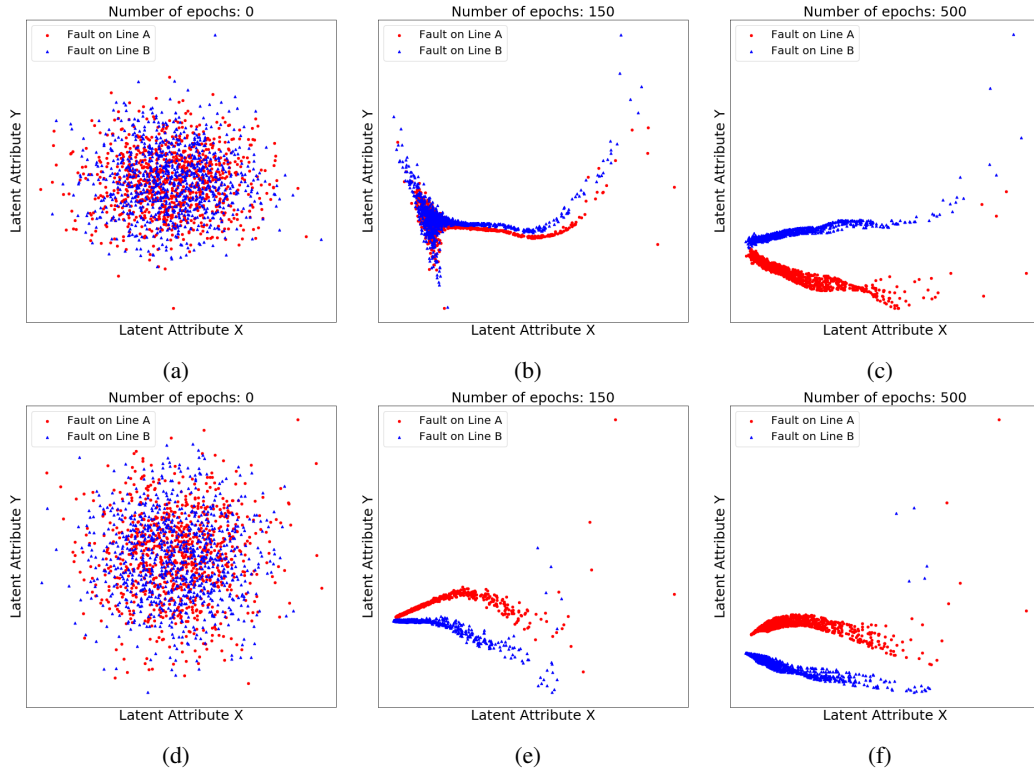 Number of epochs: 0
Fault on Line A
Fault on Line B
Latent Attribute Y
Latent Attribute X
(a)
Number of epochs: 150
Fault on Line A
Fault on Line B
Latent Attribute Y
Latent Attribute X
(b)
Number of epochs: 500
Fault on Line A
Fault on Line B
Latent Attribute Y
Latent Attribute X
(c)
Number of epochs: 0
Fault on Line A
Fault on Line B
Latent Attribute Y
Latent Attribute X
(d)
Number of epochs: 150
Fault on Line A
Fault on Line B
Latent Attribute Y
Latent Attribute X
(e)
Number of epochs: 500
Fault on Line A
Fault on Line B
Latent Attribute Y
Latent Attribute X
(f)